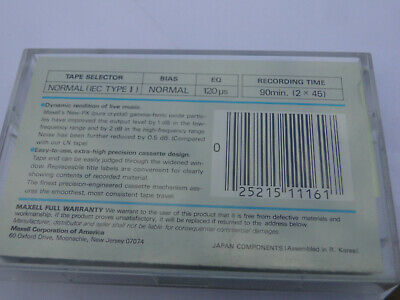 TAPE SELECTOR BIAS EQ RECORDING TIME
NORMAL (IEC TYPE I) NORMAL 120μs 90min. (2 × 45)
•Dynamic rendition of live music.
Maxell's New-PX (pure crystal) gamma-ferric oxide particles
have improved the output level by 1 dB in the low-
frequency range and by 2 dB in the high-frequency range.
Noise has been further reduced by 0.5 dB. (Compared
with our LN tape)
•Easy-to-use, extra-high precision cassette design.
Tape end can be easily judged through the widened win-
dow. Replaceable title labels are convenient for clearly
showing contents of recorded material.
The finest precision-engineered cassette mechanism ass-
ures the smoothest, most consistent tape travel.
0
25215 11161
MAXELL FULL WARRANTY We warrant to the user of this product that it is free from defective materials and
workmanship. If the product proves unsatisfactory, it will be replaced if returned to the address below.
Manufacturer, distributor and seller shall not be liable for consequential commercial damages.
Maxell Corporation of America
60 Oxford Drive, Moonachie, New Jersey 07074
JAPAN COMPONENTS (Assembled in R. Korea)